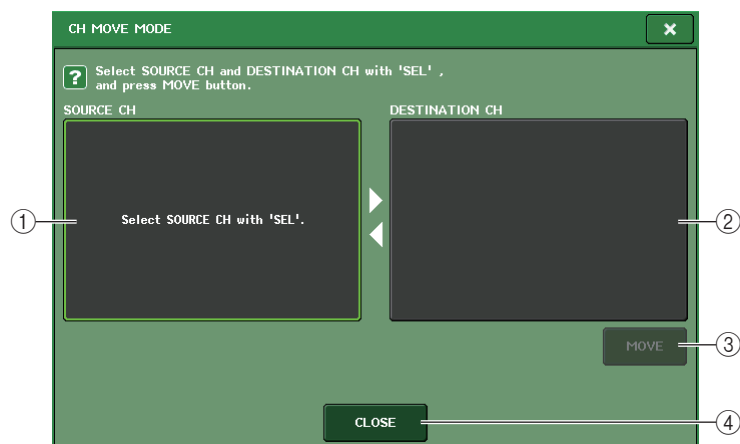 CH MOVE MODE
×
? Select SOURCE CH and DESTINATION CH with 'SEL' ,
and press MOVE button.
SOURCE CH
DESTINATION CH
Select SOURCE CH with 'SEL'.
①
②
MOVE
③
CLOSE
④